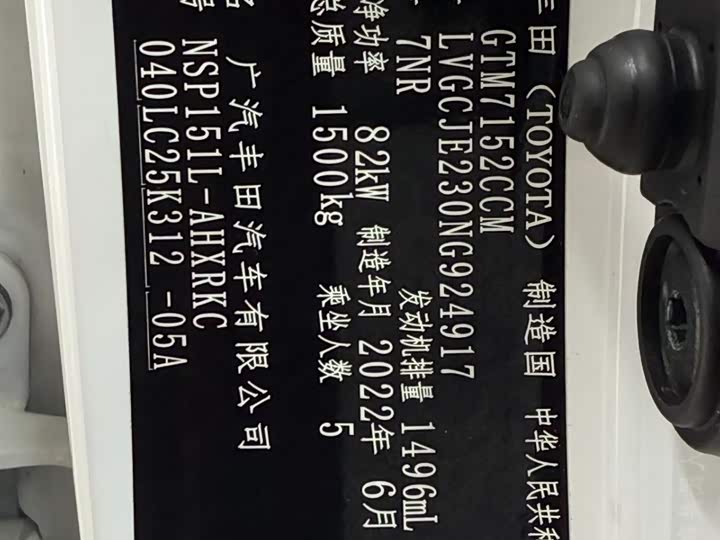 丰田 (TOYOTA) 制造国 中华人民共和
GTM7152CCM
LVGCJE230NG924917
7NR 发动机排量 1496mL
净功率 82kW 制造年月 2022年 6月
总质量 1500kg 乘坐人数 5
广汽丰田汽车有限公司
NSP151L-AHXRKC
040LC25K312 -05A